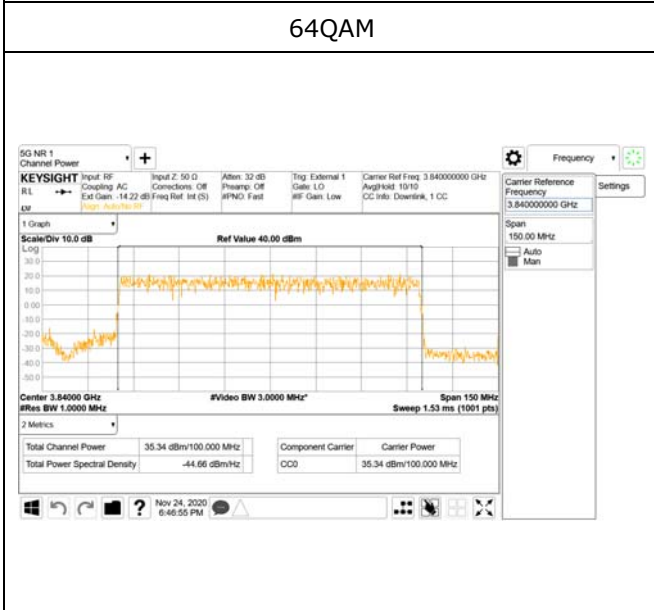 64QAM
5G NR 1
Channel Power
KEYSIGHT Input: RF Input Z: 50 Ω Atten: 32 dB Trig: External 1 Carrier Ref Freq: 3.840000000 GHz
RL Coupling: AC Corrections: Off Preamp: Off Gate: LO Avg|Hold: 10/10
Ext Gain: -14.22 dB Freq Ref: Int (S) #PNO: Fast #IF Gain: Low CC Info: Downlink, 1 CC
Align: Auto/No RF
1 Graph
Scale/Div 10.0 dB Ref Value 40.00 dBm
Log
30.0
20.0
10.0
0.00
-10.0
-20.0
-30.0
-40.0
-50.0
Center 3.84000 GHz #Video BW 3.0000 MHz* Span 150 MHz
#Res BW 1.0000 MHz Sweep 1.53 ms (1001 pts)
2 Metrics
Total Channel Power 35.34 dBm/100.000 MHz Component Carrier Carrier Power
Total Power Spectral Density -44.66 dBm/Hz CC0 35.34 dBm/100.000 MHz
Nov 24, 2020
6:46:55 PM
Frequency
Settings
Carrier Reference
Frequency
3.840000000 GHz
Span
150.00 MHz
Auto
Man